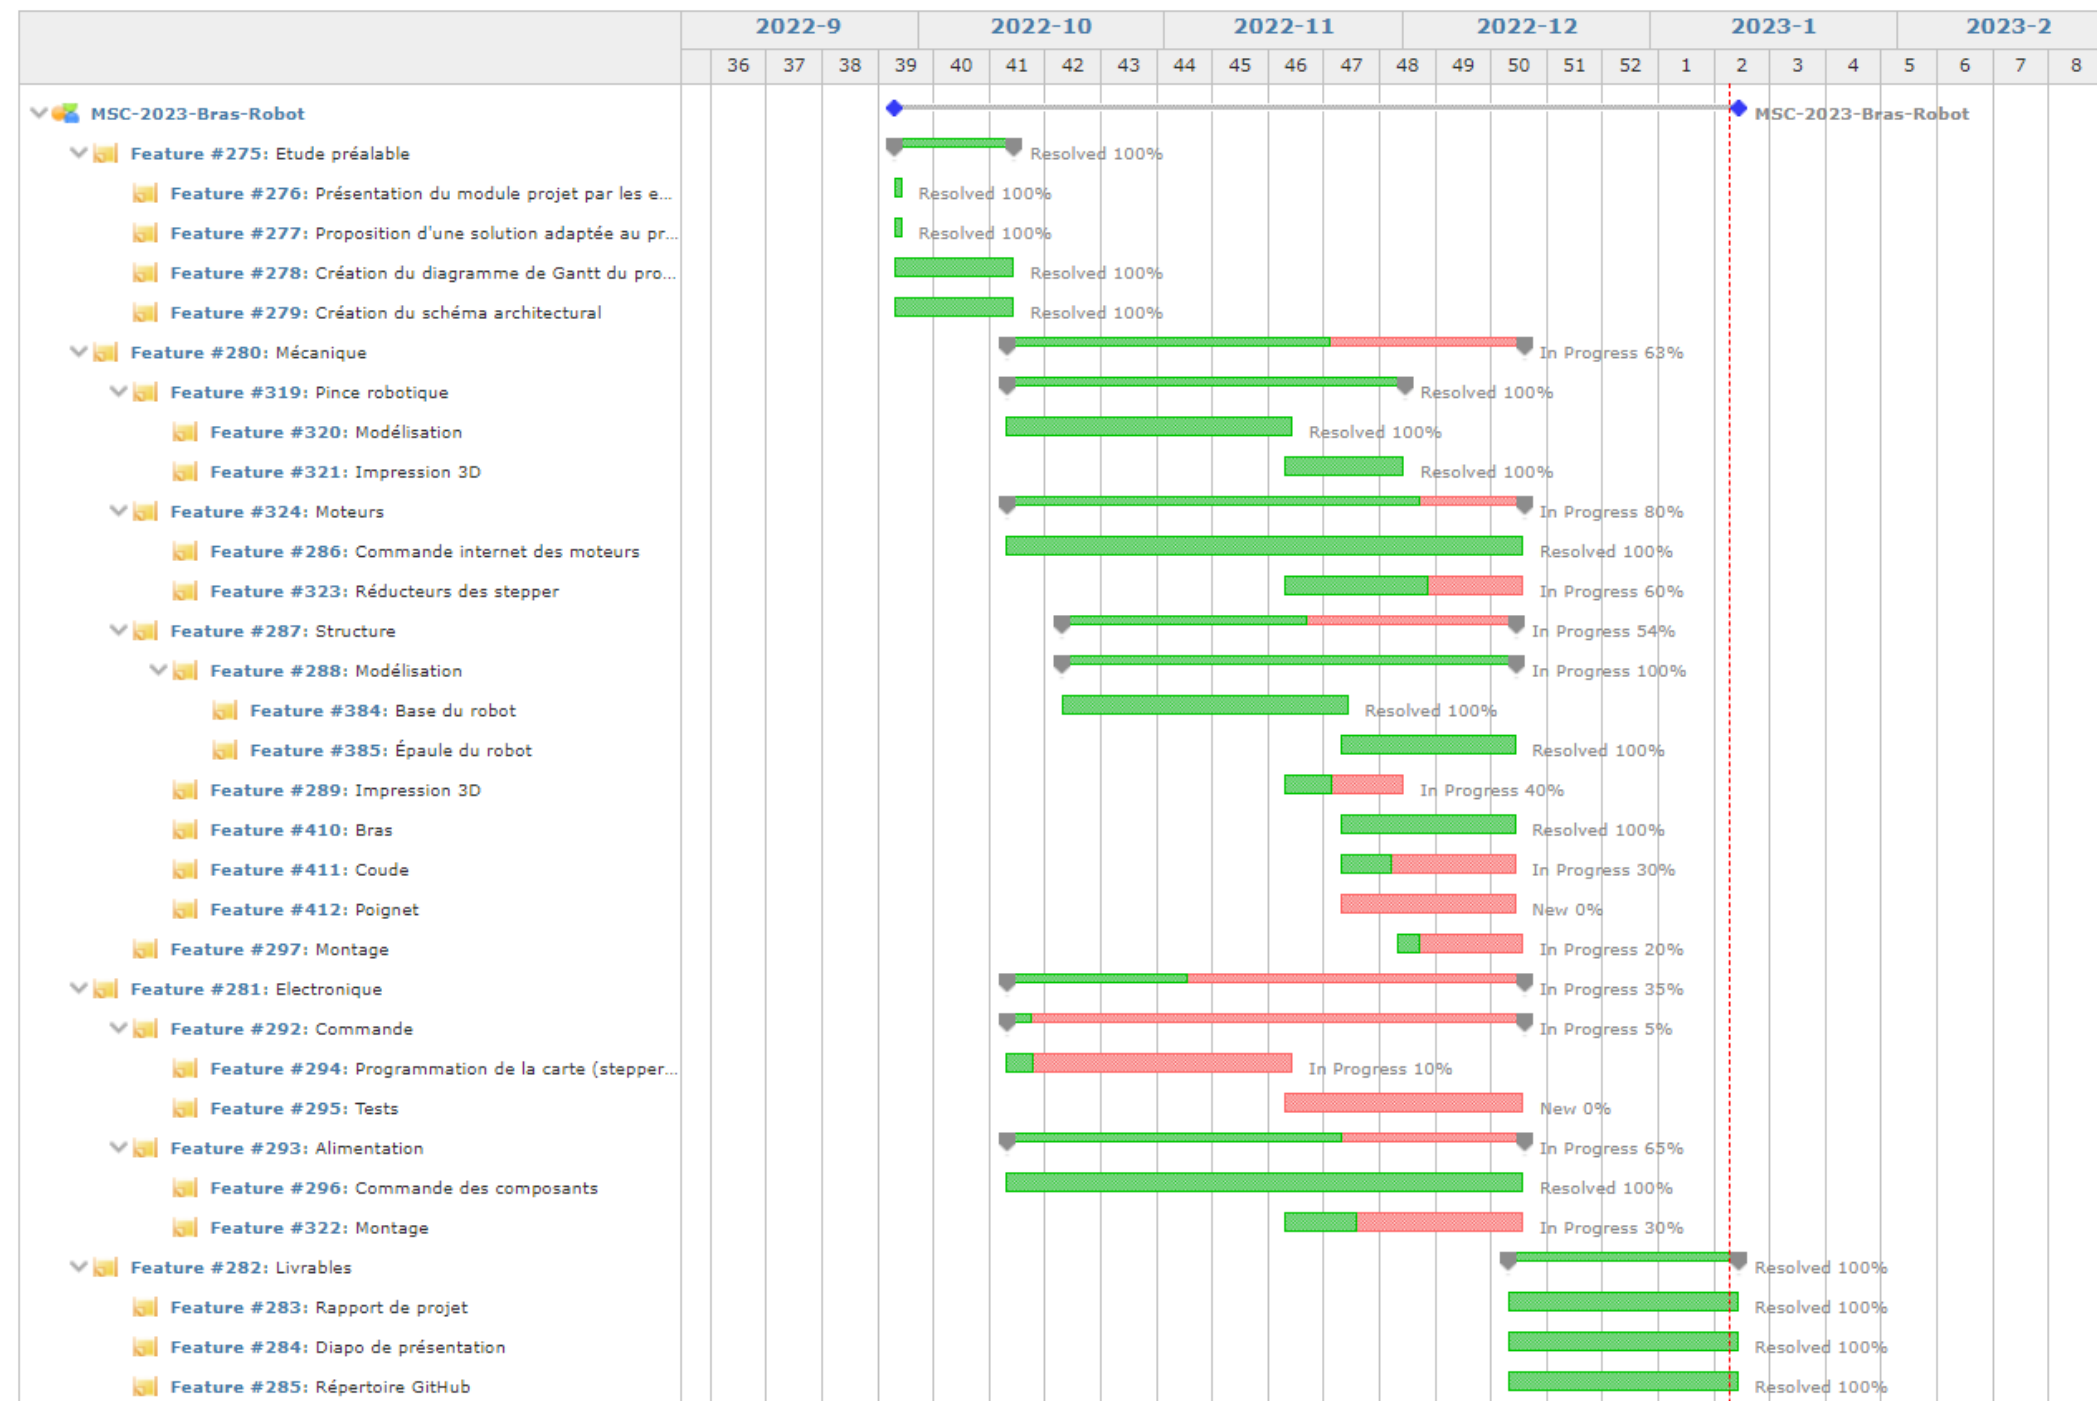 2022-9 2022-10 2022-11 2022-12 2023-1 2023-2
36 37 38 39 40 41 42 43 44 45 46 47 48 49 50 51 52 1 2 3 4 5 6 7 8
MSC-2023-Bras-Robot MSC-2023-Bras-Robot
Feature #275: Etude préalable Resolved 100%
Feature #276: Présentation du module projet par les e... Resolved 100%
Feature #277: Proposition d'une solution adaptée au pr... Resolved 100%
Feature #278: Création du diagramme de Gantt du pro... Resolved 100%
Feature #279: Création du schéma architectural Resolved 100%
Feature #280: Mécanique In Progress 63%
Feature #319: Pince robotique Resolved 100%
Feature #320: Modélisation Resolved 100%
Feature #321: Impression 3D Resolved 100%
Feature #324: Moteurs In Progress 80%
Feature #286: Commande internet des moteurs Resolved 100%
Feature #323: Réducteurs des stepper In Progress 60%
Feature #287: Structure In Progress 54%
Feature #288: Modélisation In Progress 100%
Feature #384: Base du robot Resolved 100%
Feature #385: Épaule du robot Resolved 100%
Feature #289: Impression 3D In Progress 40%
Feature #410: Bras Resolved 100%
Feature #411: Coude In Progress 30%
Feature #412: Poignet New 0%
Feature #297: Montage In Progress 20%
Feature #281: Electronique In Progress 35%
Feature #292: Commande In Progress 5%
Feature #294: Programmation de la carte (stepper... In Progress 10%
Feature #295: Tests New 0%
Feature #293: Alimentation In Progress 65%
Feature #296: Commande des composants Resolved 100%
Feature #322: Montage In Progress 30%
Feature #282: Livrables Resolved 100%
Feature #283: Rapport de projet Resolved 100%
Feature #284: Diapo de présentation Resolved 100%
Feature #285: Répertoire GitHub Resolved 100%